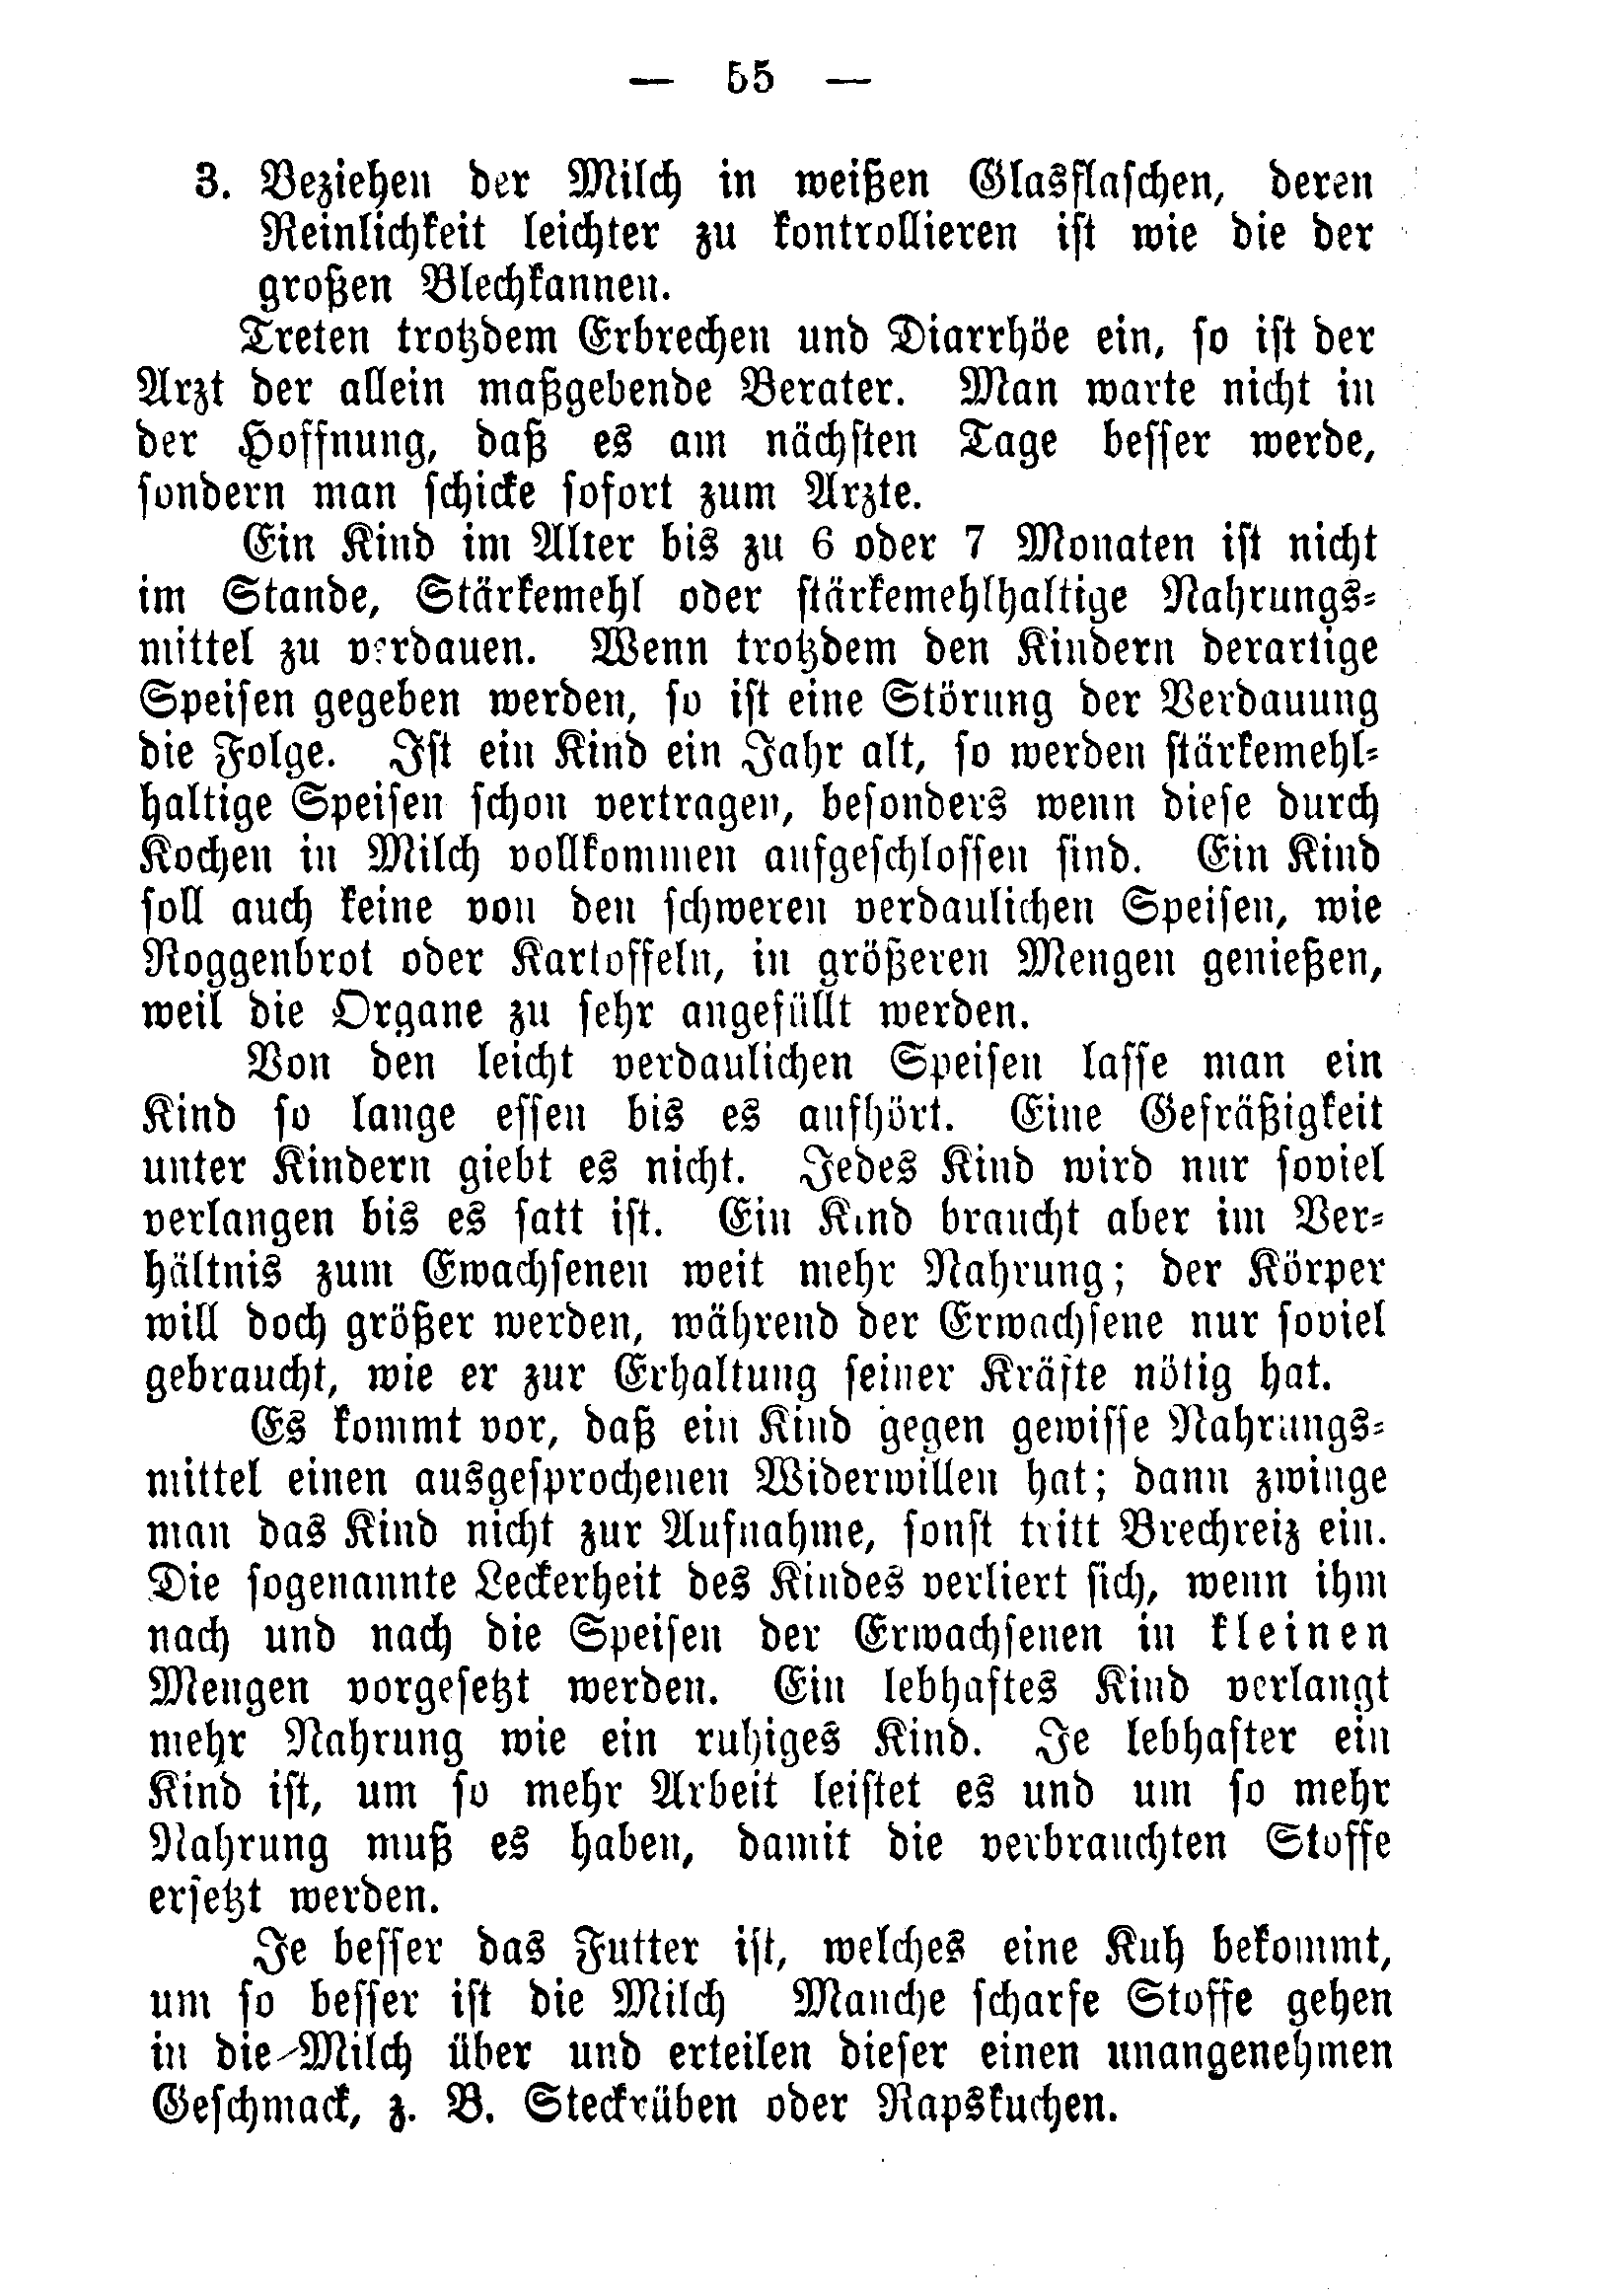 — 55 —
3. Beziehen der Milch in weißen Glasflaschen, deren
Reinlichkeit leichter zu kontrollieren ist wie die der
großen Blechkannen.
Treten trotzdem Erbrechen und Diarrhöe ein, so ist der
Arzt der allein maßgebende Berater. Man warte nicht in
der Hoffnung, daß es am nächsten Tage besser werde,
sondern man schicke sofort zum Arzte.
Ein Kind im Alter bis zu 6 oder 7 Monaten ist nicht
im Stande, Stärkemehl oder stärkemehlhaltige Nahrungs-
mittel zu verdauen. Wenn trotzdem den Kindern derartige
Speisen gegeben werden, so ist eine Störung der Verdauung
die Folge. Ist ein Kind ein Jahr alt, so werden stärkemehl-
haltige Speisen schon vertragen, besonders wenn diese durch
Kochen in Milch vollkommen aufgeschlossen sind. Ein Kind
soll auch keine von den schweren verdaulichen Speisen, wie
Roggenbrot oder Kartoffeln, in größeren Mengen genießen,
weil die Organe zu sehr angefüllt werden.
Von den leicht verdaulichen Speisen lasse man ein
Kind so lange essen bis es aufhört. Eine Gefräßigkeit
unter Kindern giebt es nicht. Jedes Kind wird nur soviel
verlangen bis es satt ist. Ein Kind braucht aber im Ver-
hältnis zum Ewachsenen weit mehr Nahrung; der Körper
will doch größer werden, während der Erwachsene nur soviel
gebraucht, wie er zur Erhaltung seiner Kräfte nötig hat.
Es kommt vor, daß ein Kind gegen gewisse Nahrungs-
mittel einen ausgesprochenen Widerwillen hat; dann zwinge
man das Kind nicht zur Aufnahme, sonst tritt Brechreiz ein.
Die sogenannte Leckerheit des Kindes verliert sich, wenn ihm
nach und nach die Speisen der Erwachsenen in kleinen
Mengen vorgesetzt werden. Ein lebhaftes Kind verlangt
mehr Nahrung wie ein ruhiges Kind. Je lebhafter ein
Kind ist, um so mehr Arbeit leistet es und um so mehr
Nahrung muß es haben, damit die verbrauchten Stoffe
ersetzt werden.
Je besser das Futter ist, welches eine Kuh bekommt,
um so besser ist die Milch Manche scharfe Stoffe gehen
in die Milch über und erteilen dieser einen unangenehmen
Geschmack, z. B. Steckrüben oder Rapskuchen.